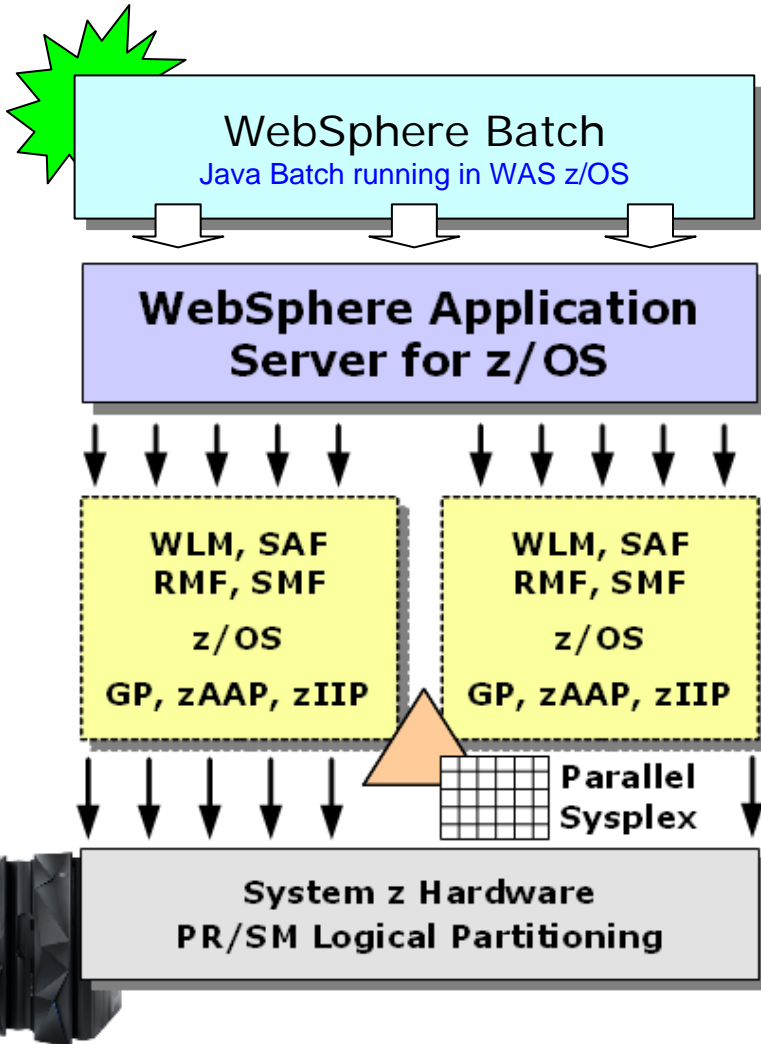 WebSphere Batch
Java Batch running in WAS z/OS
WebSphere Application
Server for z/OS
WLM, SAF
RMF, SMF
z/OS
GP, zAAP, zIIP
WLM, SAF
RMF, SMF
z/OS
GP, zAAP, zIIP
Parallel
Sysplex
System z Hardware
PR/SM Logical Partitioning